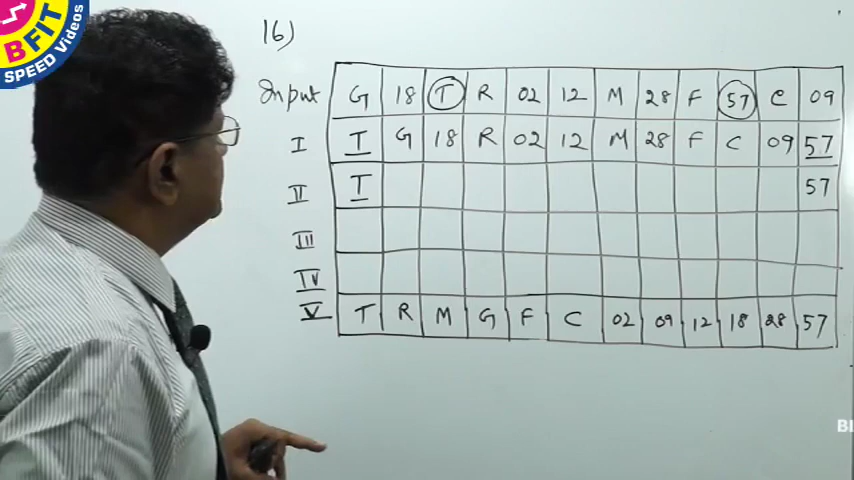 BFIT
SPEED Videos
16)
Input G 18 T R 02 12 M 28 F 57 C 09
I T G 18 R 02 12 M 28 F C 09 57
II T 57
III
IV
V T R M G F C 02 09 12 18 28 57